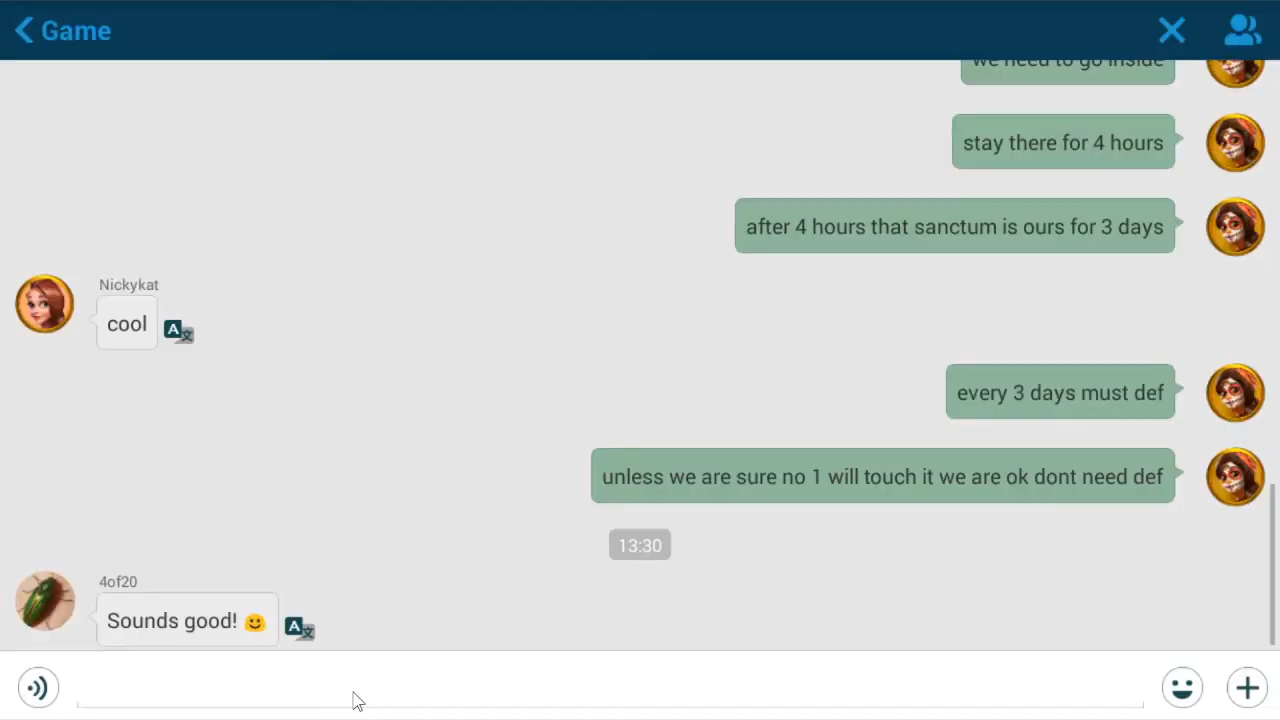 Game
we need to go inside
stay there for 4 hours
after 4 hours that sanctum is ours for 3 days
Nickykat
cool
every 3 days must def
unless we are sure no 1 will touch it we are ok dont need def
13:30
4of20
Sounds good!